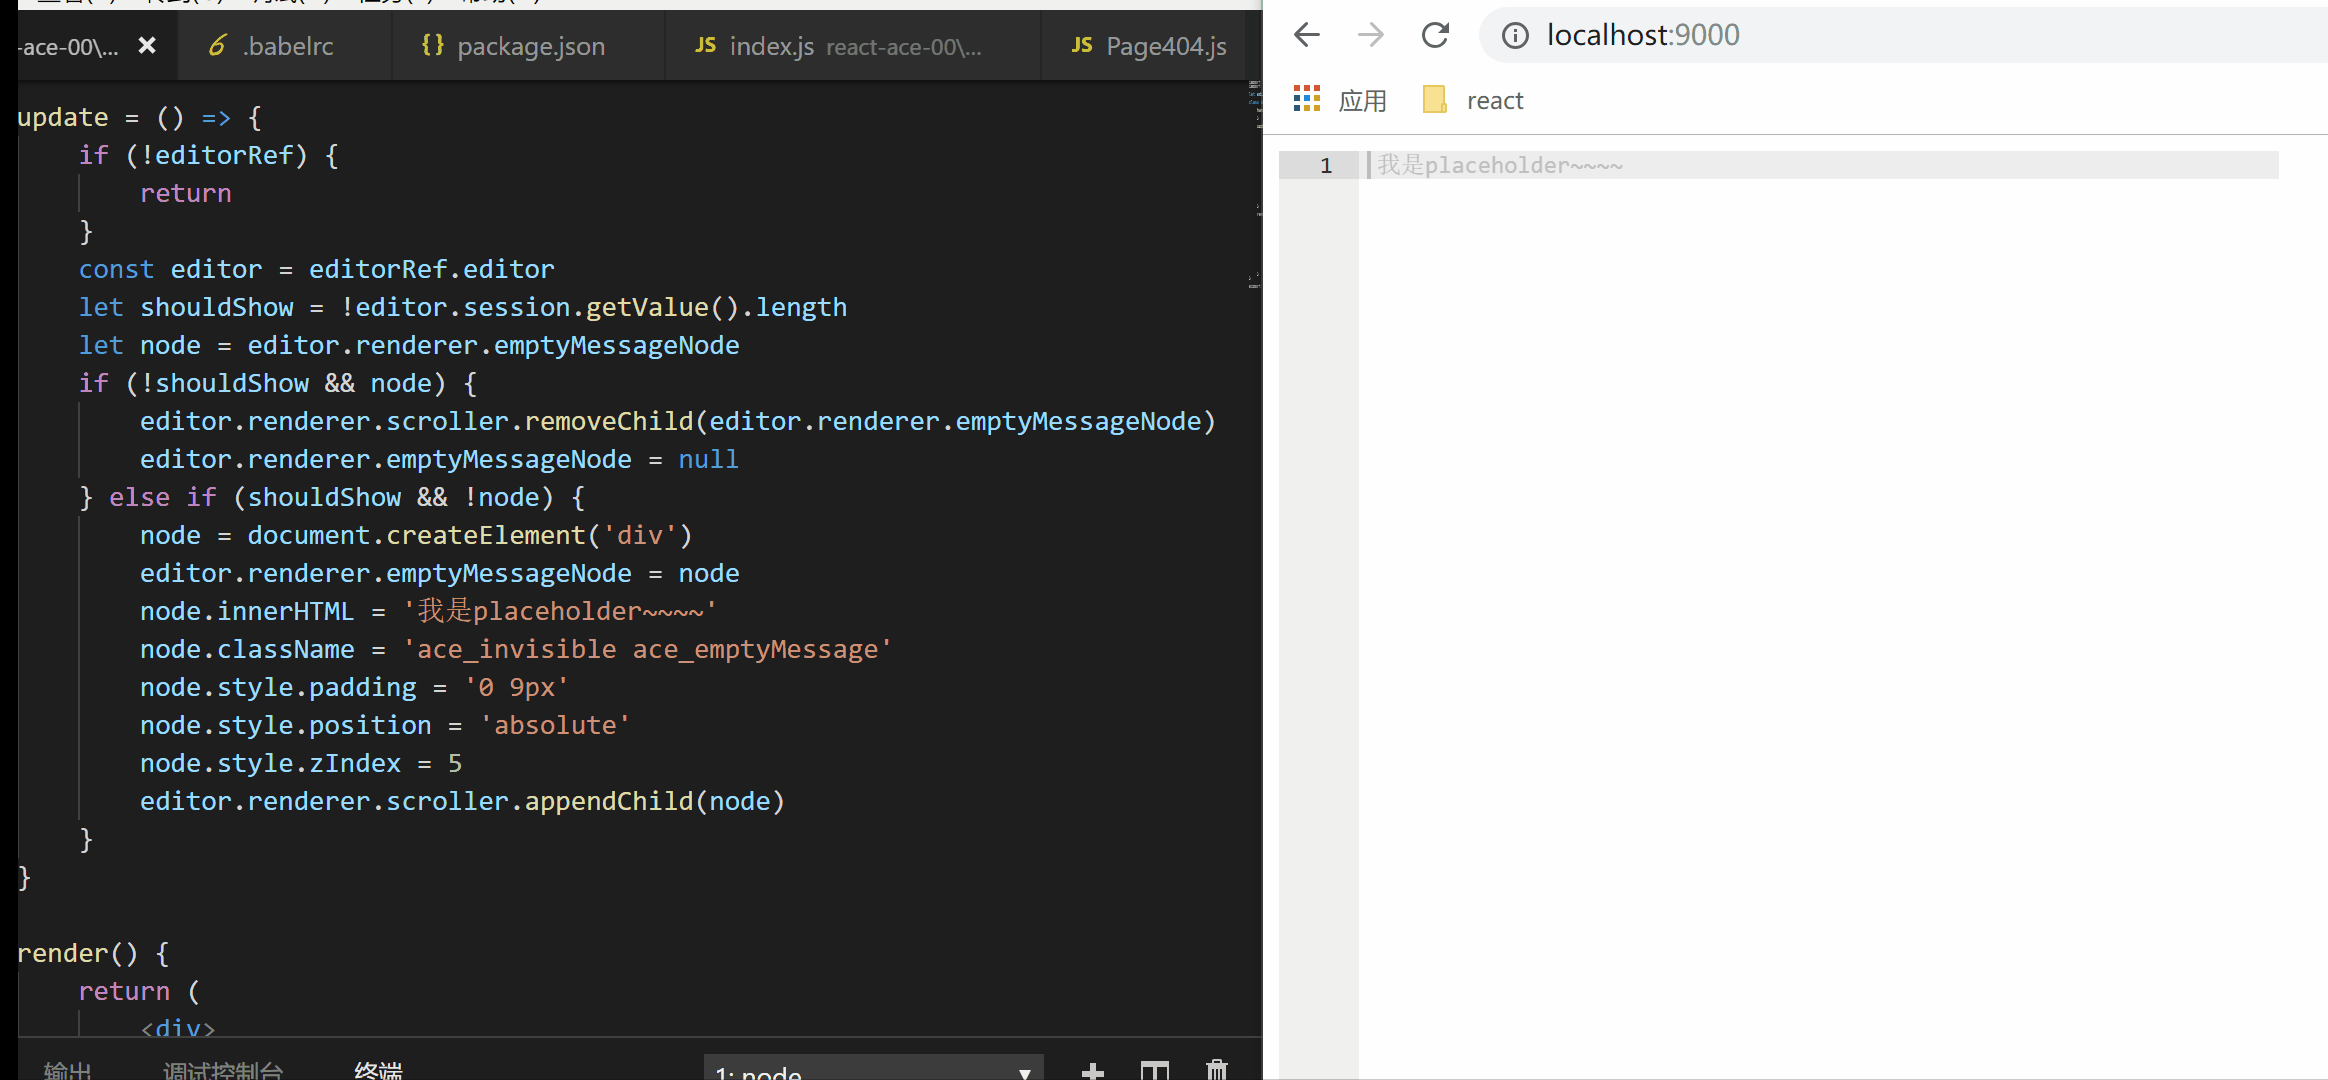 -ace-00\... .babelrc package.json JS index.js react-ace-00\... JS Page404.js
update = () => {
if (!editorRef) {
return
}
const editor = editorRef.editor
let shouldShow = !editor.session.getValue().length
let node = editor.renderer.emptyMessageNode
if (!shouldShow && node) {
editor.renderer.scroller.removeChild(editor.renderer.emptyMessageNode)
editor.renderer.emptyMessageNode = null
} else if (shouldShow && !node) {
node = document.createElement('div')
editor.renderer.emptyMessageNode = node
node.innerHTML = '我是placeholder~~~~'
node.className = 'ace_invisible ace_emptyMessage'
node.style.padding = '0 9px'
node.style.position = 'absolute'
node.style.zIndex = 5
editor.renderer.scroller.appendChild(node)
}
}
render() {
return (
<div>
输出 调试控制台 终端 1: node
localhost:9000
应用 react
1 我是placeholder~~~~